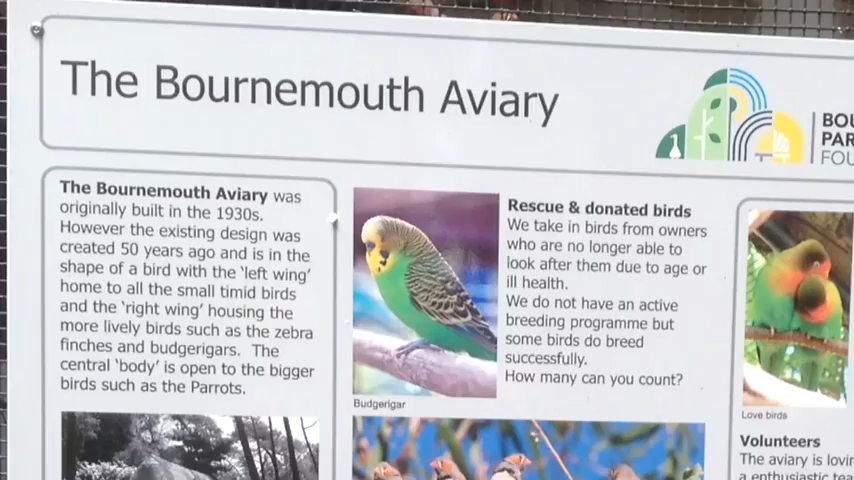 The Bournemouth Aviary
The Bournemouth Aviary was
originally built in the 1930s.
However the existing design was
created 50 years ago and is in the
shape of a bird with the 'left wing'
home to all the small timid birds
and the 'right wing' housing the
more lively birds such as the zebra
finches and budgerigars. The
central 'body' is open to the bigger
birds such as the Parrots.
Budgerigar
Rescue & donated birds
We take in birds from owners
who are no longer able to
look after them due to age or
ill health.
We do not have an active
breeding programme but
some birds do breed
successfully.
How many can you count?
Love birds
Volunteers
The aviary is
a enthusiastic